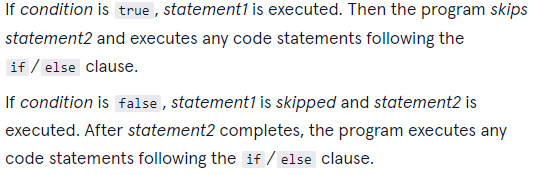 If condition is true, statement1 is executed. Then the program skips
statement2 and executes any code statements following the
if / else clause.
If condition is false, statement1 is skipped and statement2 is
executed. After statement2 completes, the program executes any
code statements following the if / else clause.